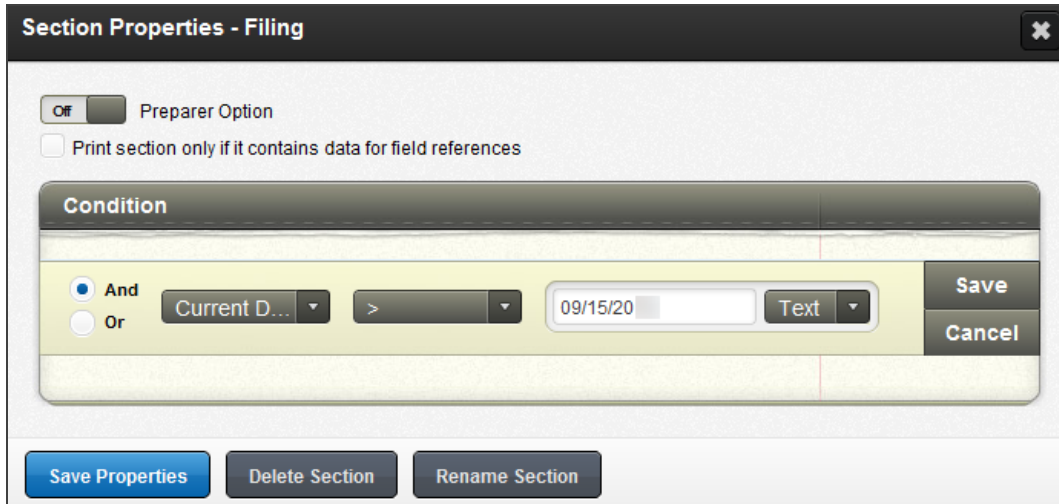 Section Properties - Filing
Off Preparer Option
Print section only if it contains data for field references
Condition
And
Or
Current D... > 09/15/20 Text
Save
Cancel
Save Properties Delete Section Rename Section